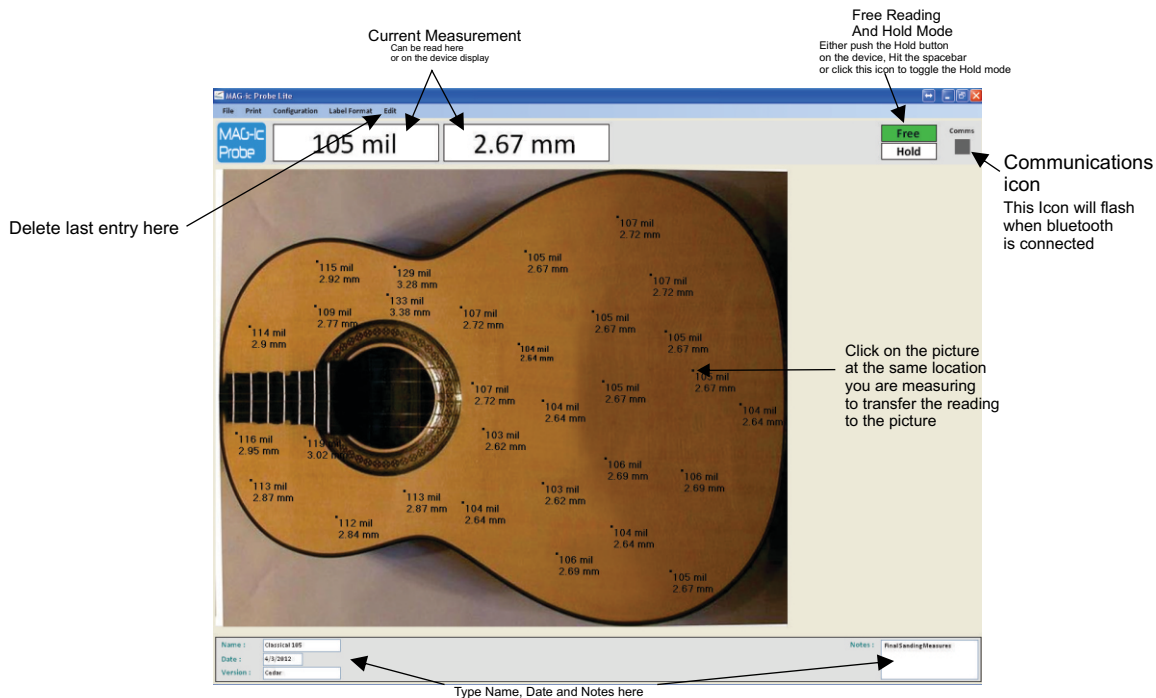 Free Reading
And Hold Mode
Either push the Hold button
on the device, Hit the spacebar
or click this icon to toggle the Hold mode
Current Measurement
Can be read here
or on the device display
MAG-ic Probe Lite
File Print Configuration Label Format Edit
MAG-ic
Probe
105 mil
2.67 mm
Free
Hold
Comms
Communications
icon
This Icon will flash
when bluetooth
is connected
Delete last entry here
107 mil
2.72 mm
105 mil
2.67 mm
115 mil
2.92 mm
129 mil
3.28 mm
107 mil
2.72 mm
133 mil
3.38 mm
109 mil
2.77 mm
107 mil
2.72 mm
105 mil
2.67 mm
114 mil
2.9 mm
105 mil
2.67 mm
104 mil
2.64 mm
105 mil
2.67 mm
Click on the picture
at the same location
you are measuring
to transfer the reading
to the picture
107 mil
2.72 mm
105 mil
2.67 mm
104 mil
2.64 mm
104 mil
2.64 mm
116 mil
2.95 mm
119 mil
3.02 mm
103 mil
2.62 mm
106 mil
2.69 mm
106 mil
2.69 mm
113 mil
2.87 mm
113 mil
2.87 mm
103 mil
2.62 mm
104 mil
2.64 mm
112 mil
2.84 mm
104 mil
2.64 mm
106 mil
2.69 mm
105 mil
2.67 mm
Name : Classical 105
Date : 4/3/2012
Version : Cedar
Notes : Final Sanding Measures
Type Name, Date and Notes here